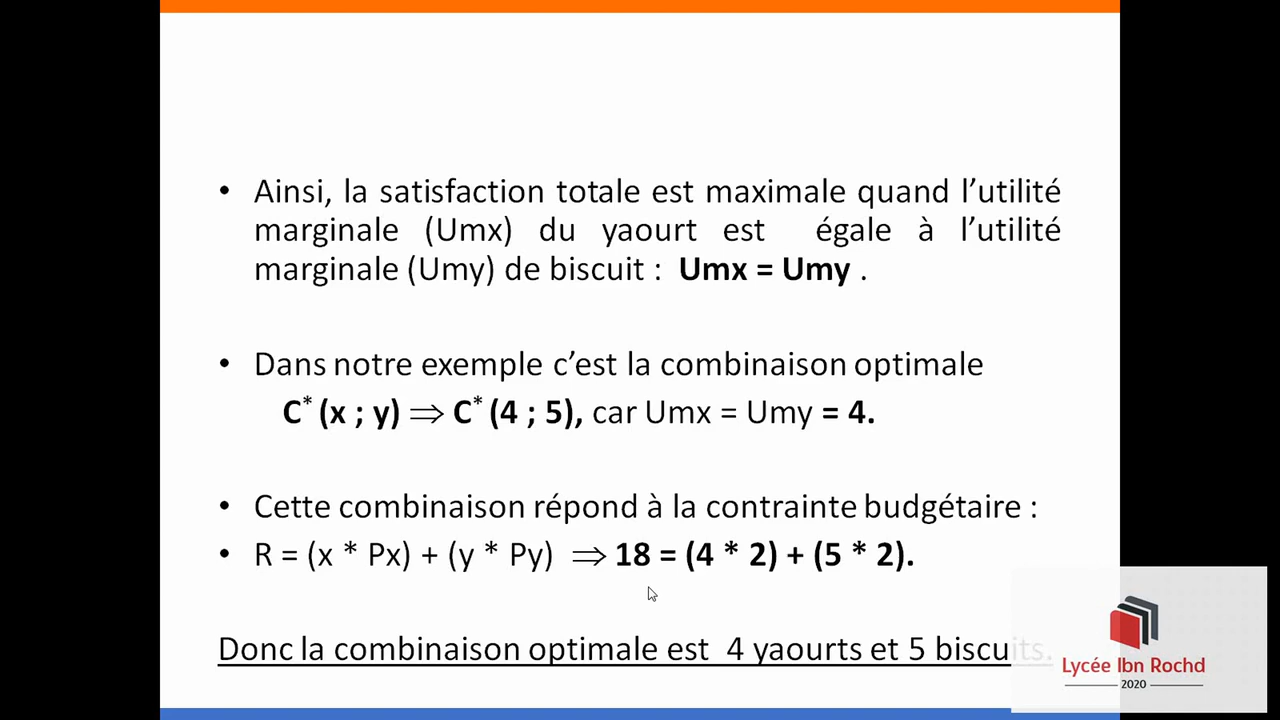 • Ainsi, la satisfaction totale est maximale quand l’utilité
marginale (Umx) du yaourt est égale à l’utilité
marginale (Umy) de biscuit : Umx = Umy .
• Dans notre exemple c’est la combinaison optimale
C* (x ; y) ⟹ C* (4 ; 5), car Umx = Umy = 4.
• Cette combinaison répond à la contrainte budgétaire :
• R = (x * Px) + (y * Py) ⟹ 18 = (4 * 2) + (5 * 2).
Donc la combinaison optimale est 4 yaourts et 5 biscuits.
Lycée Ibn Rochd
2020